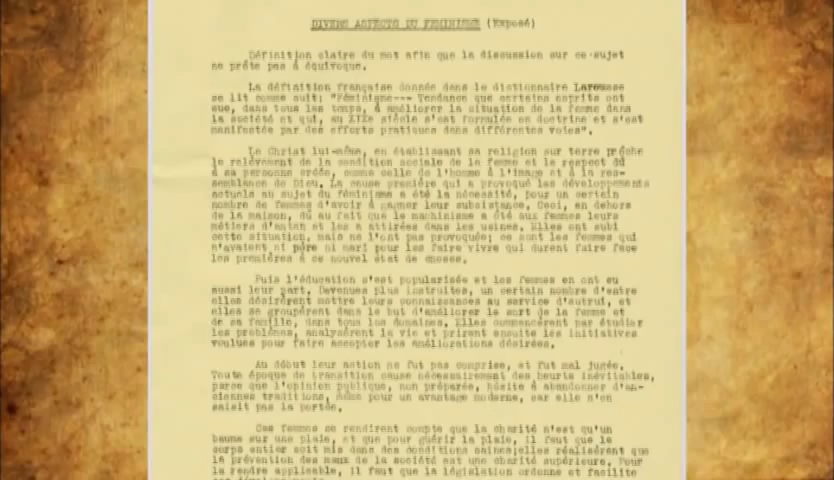 DIVERS ASPECTS DU FEMINISME (Exposé)
Définition claire du mot afin que la discussion sur ce sujet
ne prête pas à équivoque.
La définition française donnée dans le dictionnaire Larousse
se lit comme suit: "Féminisme--- Tendance que certains esprits ont
eue, dans tous les temps, à améliorer la situation de la femme dans
la société et qui, au XIXe siècle s'est formulée en doctrine et s'est
manifestée par des efforts pratiques dans différentes voies".
Le Christ lui-même, en établissant sa religion sur terre prêche
le relèvement de la condition sociale de la femme et le respect dû
à sa personne créée, comme celle de l'homme à l'image et à la res-
semblance de Dieu. La cause première qui a provoqué les développements
actuels au sujet du féminisme a été la nécessité, pour un certain
nombre de femmes d'avoir à gagner leur subsistance. Ceci, en dehors
de la maison, dû au fait que le machinisme a ôté aux femmes leurs
métiers d'antan et les a attirées dans les usines. Elles ont subi
cette situation, mais ne l'ont pas provoquée; ce sont les femmes qui
n'avaient ni père ni mari pour les faire vivre qui durent faire face
les premières à ce nouvel état de choses.
Puis l'éducation s'est popularisée et les femmes en ont eu
aussi leur part. Devenues plus instruites, un certain nombre d'entre
elles désirèrent mettre leurs connaissances au service d'autrui, et
elles se groupèrent dans le but d'améliorer le sort de la femme et
de sa famille, dans tous les domaines. Elles commencèrent par étudier
les problèmes, analysèrent la vie et prirent ensuite les initiatives
voulues pour faire accepter les améliorations désirées.
Au début leur action ne fut pas comprise, et fut mal jugée.
Toute époque de transition cause nécessairement des heurts inévitables,
parce que l'opinion publique, non préparée, hésite à abandonner d'an-
ciennes traditions, même pour un avantage moderne, car elle n'en
saisit pas la portée.
Ces femmes se rendirent compte que la charité n'est qu'un
baume sur une plaie, et que pour guérir la plaie, il faut que le
corps entier soit mis dans des conditions saines; elles réalisèrent que
la prévention des maux de la société est une charité supérieure. Pour
la rendre applicable, il faut que la législation ordonne et facilite